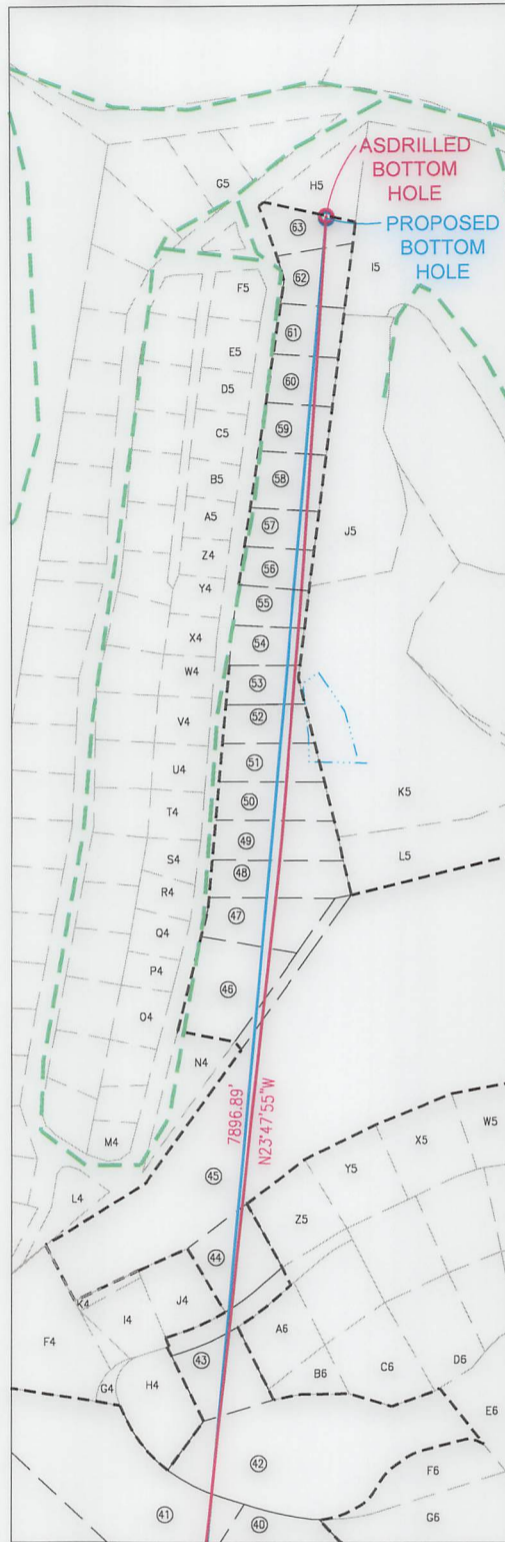 ASDRILLED
BOTTOM
HOLE
G5
H5
63
PROPOSED
BOTTOM
HOLE
62
I5
F5
61
E5
60
D5
59
C5
58
B5
57
A5
J5
Z4
56
Y4
55
X4
54
W4
53
52
V4
51
U4
K5
50
T4
49
S4
L5
48
R4
47
Q4
P4
46
O4
N4
7896.89'
N23°47'55"W
M4
W5
X5
Y5
45
L4
Z5
44
K4
J4
I4
A6
F4
43
D6
C6
B6
G4
H4
E6
42
F6
41
40
G6